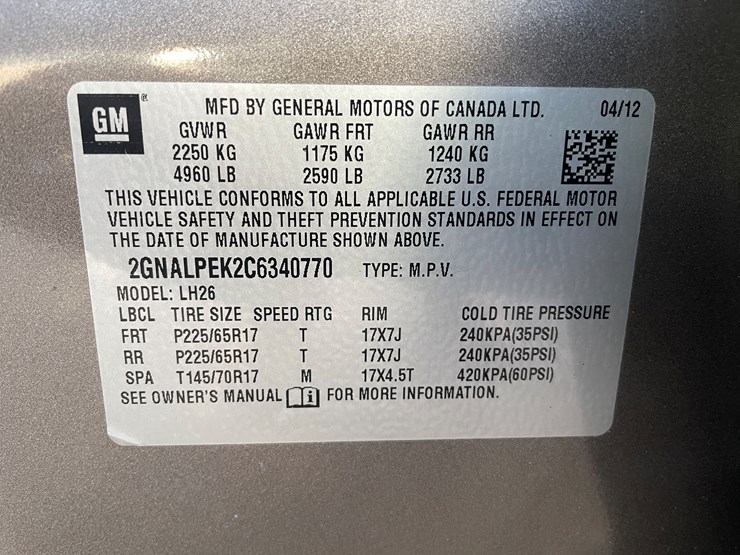 GM ®
MFD BY GENERAL MOTORS OF CANADA LTD. 04/12
GVWR GAWR FRT GAWR RR
2250 KG 1175 KG 1240 KG
4960 LB 2590 LB 2733 LB
THIS VEHICLE CONFORMS TO ALL APPLICABLE U.S. FEDERAL MOTOR
VEHICLE SAFETY AND THEFT PREVENTION STANDARDS IN EFFECT ON
THE DATE OF MANUFACTURE SHOWN ABOVE.
2GNALPEK2C6340770 TYPE: M.P.V.
MODEL: LH26
LBCL TIRE SIZE SPEED RTG RIM COLD TIRE PRESSURE
FRT P225/65R17 T 17X7J 240KPA(35PSI)
RR P225/65R17 T 17X7J 240KPA(35PSI)
SPA T145/70R17 M 17X4.5T 420KPA(60PSI)
SEE OWNER'S MANUAL i FOR MORE INFORMATION.